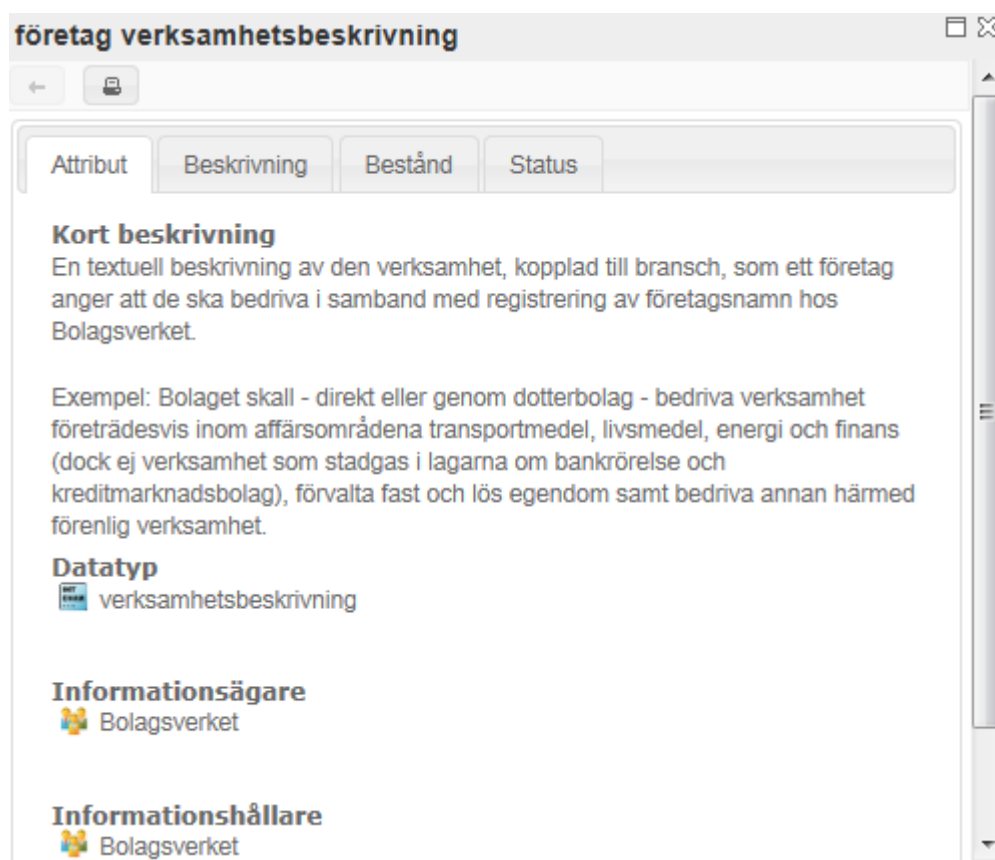 företag verksamhetsbeskrivning
Attribut Beskrivning Bestånd Status
Kort beskrivning
En textuell beskrivning av den verksamhet, kopplad till bransch, som ett företag
anger att de ska bedriva i samband med registrering av företagsnamn hos
Bolagsverket.
Exempel: Bolaget skall - direkt eller genom dotterbolag - bedriva verksamhet
företrädesvis inom affärsområdena transportmedel, livsmedel, energi och finans
(dock ej verksamhet som stadgas i lagarna om bankrörelse och
kreditmarknadsbolag), förvalta fast och lös egendom samt bedriva annan härmed
förenlig verksamhet.
Datatyp
verksamhetsbeskrivning
Informationsägare
Bolagsverket
Informationshållare
Bolagsverket